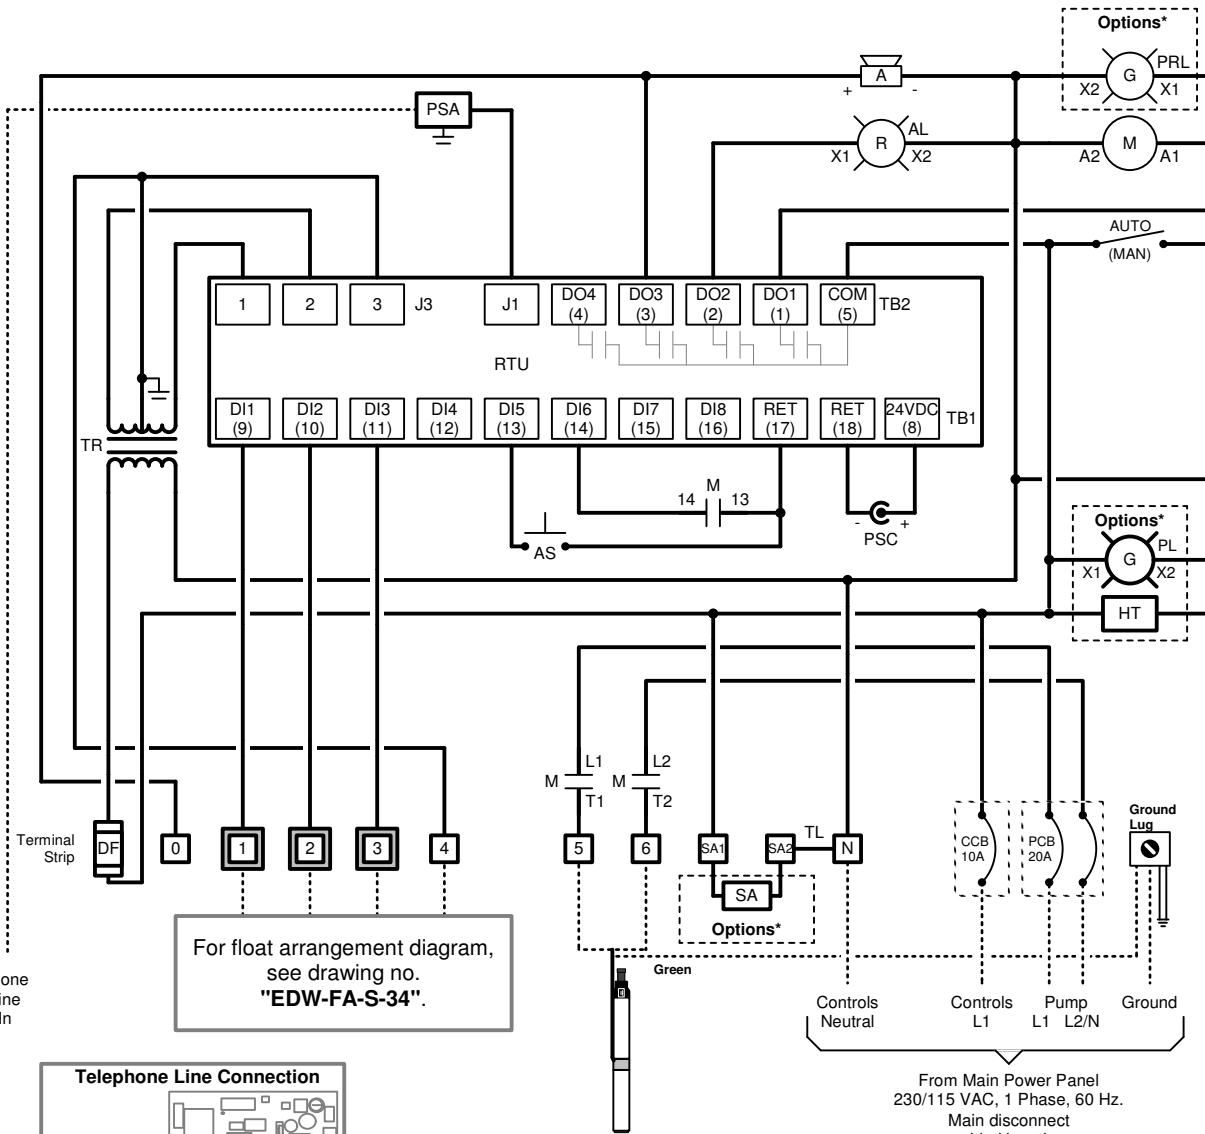 Options*
PRL
A
G
X2
X1
+
-
PSA
AL
R
M
X1
X2
A2
A1
AUTO
(MAN)
1
2
3
J3
J1
DO4
(4)
DO3
(3)
DO2
(2)
DO1
(1)
COM
(5)
TB2
RTU
DI1
(9)
DI2
(10)
DI3
(11)
DI4
(12)
DI5
(13)
DI6
(14)
DI7
(15)
DI8
(16)
RET
(17)
RET
(18)
24VDC
(8)
TB1
TR
M
14
13
-
+
PSC
AS
Options*
PL
G
X1
X2
HT
L1
M
T1
L2
M
T2
Terminal
Strip
DF
0
1
2
3
4
5
6
SA1
SA2
TL
N
CCB
10A
PCB
20A
Ground
Lug
SA
Options*
For float arrangement diagram,
see drawing no.
"EDW-FA-S-34".
Green
one
ine
In
Controls
Neutral
Controls
L1
Pump
L1 L2/N
Ground
Telephone Line Connection
From Main Power Panel
230/115 VAC, 1 Phase, 60 Hz.
Main disconnect